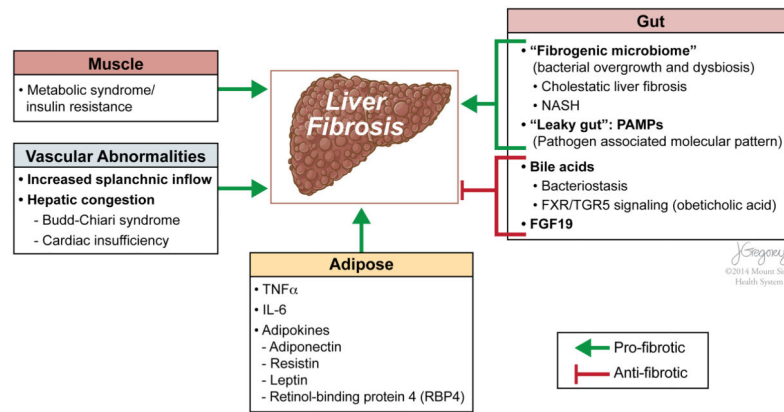 Muscle
• Metabolic syndrome/
insulin resistance
Vascular Abnormalities
• Increased splanchnic inflow
• Hepatic congestion
- Budd-Chiari syndrome
- Cardiac insufficiency
Liver
Fibrosis
Adipose
• TNFα
• IL-6
• Adipokines
- Adiponectin
- Resistin
- Leptin
- Retinol-binding protein 4 (RBP4)
Gut
• “Fibrogenic microbiome”
(bacterial overgrowth and dysbiosis)
• Cholestatic liver fibrosis
• NASH
• “Leaky gut”: PAMPs
(Pathogen associated molecular pattern)
• Bile acids
• Bacteriostasis
• FXR/TGR5 signaling (obeticholic acid)
• FGF19
JGregory
©2014 Mount
Health System
Pro-fibrotic
Anti-fibrotic